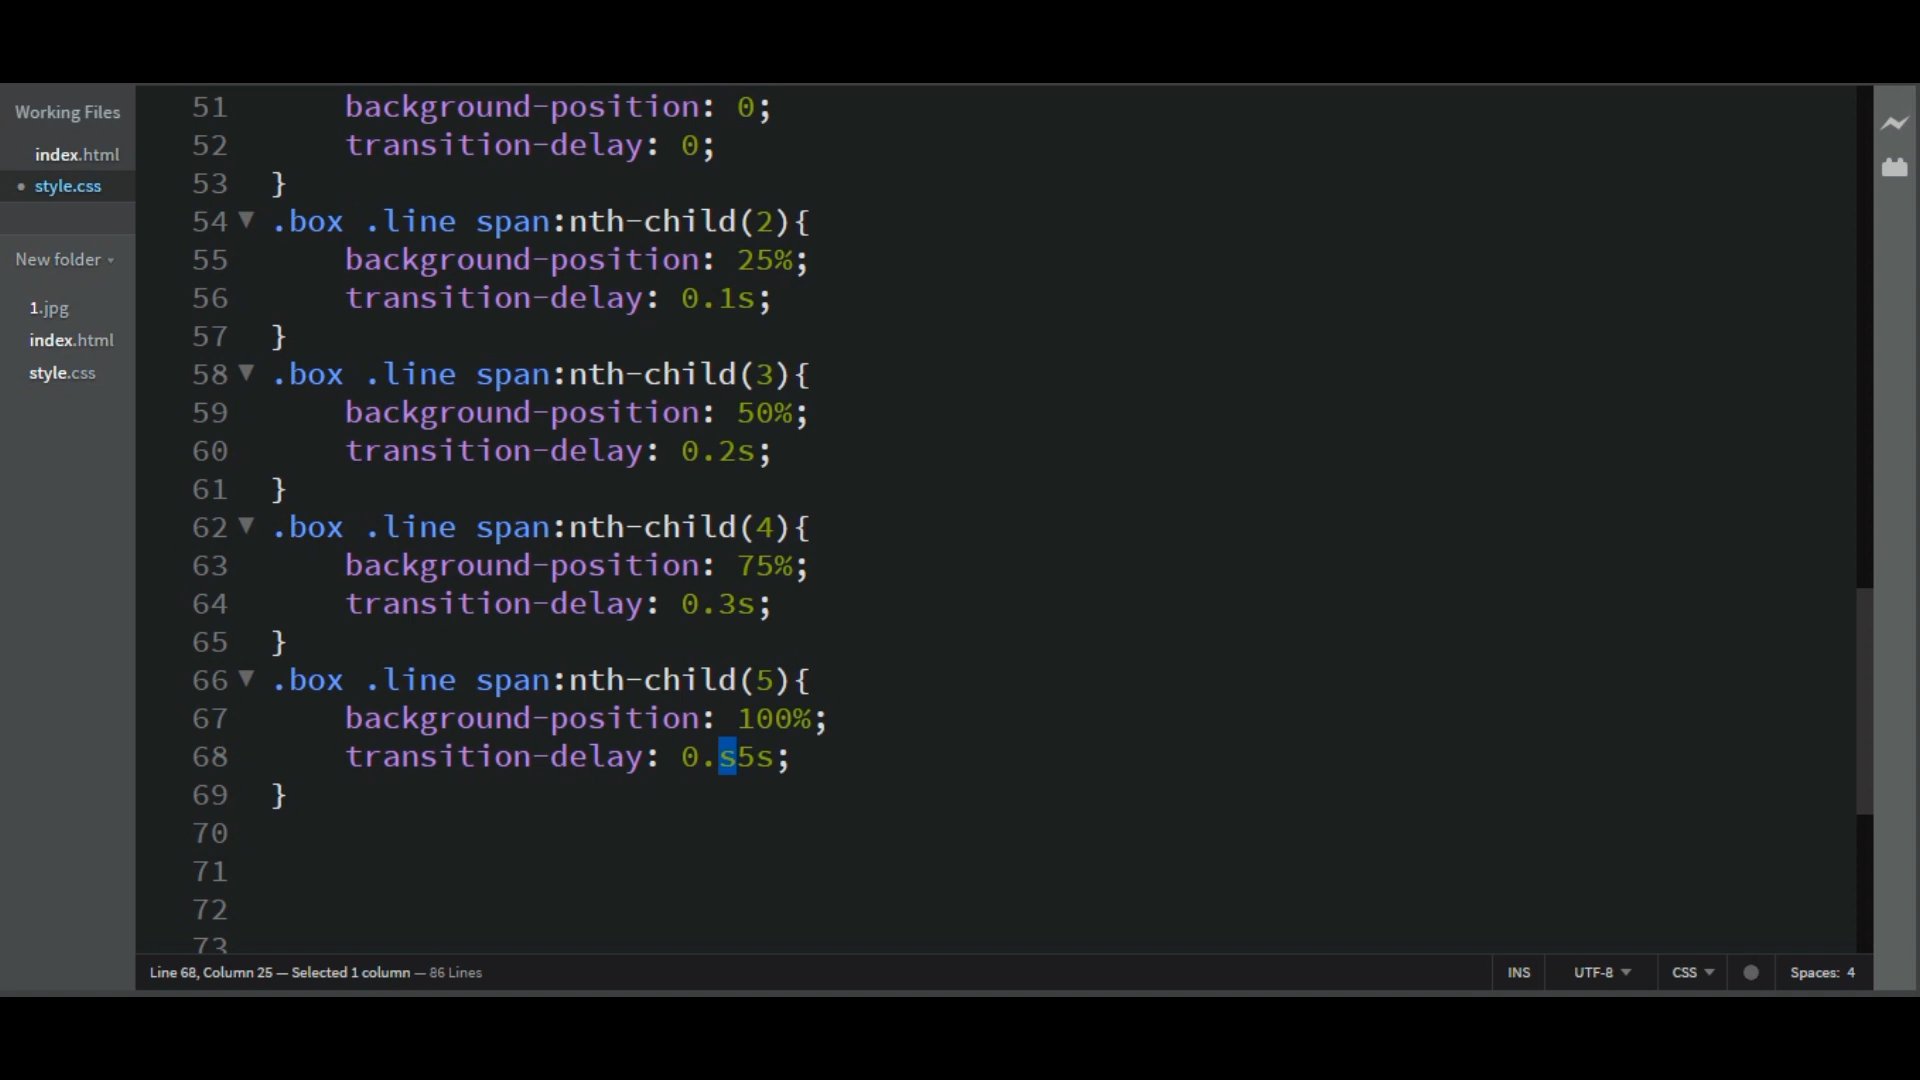 Working Files
index.html
style.css
New folder
1.jpg
index.html
style.css
51 background-position: 0;
52 transition-delay: 0;
53 }
54 .box .line span:nth-child(2){
55 background-position: 25%;
56 transition-delay: 0.1s;
57 }
58 .box .line span:nth-child(3){
59 background-position: 50%;
60 transition-delay: 0.2s;
61 }
62 .box .line span:nth-child(4){
63 background-position: 75%;
64 transition-delay: 0.3s;
65 }
66 .box .line span:nth-child(5){
67 background-position: 100%;
68 transition-delay: 0.s5s;
69 }
70
71
72
73
Line 68, Column 25 — Selected 1 column — 86 Lines
INS UTF-8 CSS Spaces: 4